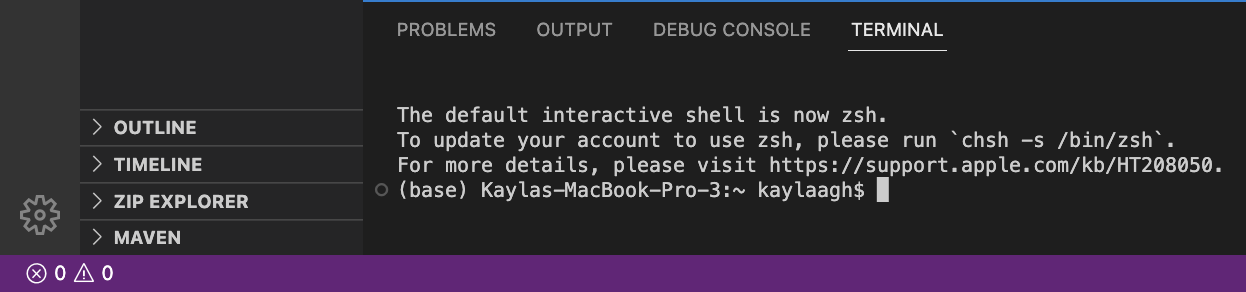 PROBLEMS OUTPUT DEBUG CONSOLE TERMINAL
The default interactive shell is now zsh.
To update your account to use zsh, please run `chsh -s /bin/zsh`.
For more details, please visit https://support.apple.com/kb/HT208050.
(base) Kaylas-MacBook-Pro-3:~ kaylaagh$
OUTLINE
TIMELINE
ZIP EXPLORER
MAVEN
0 0